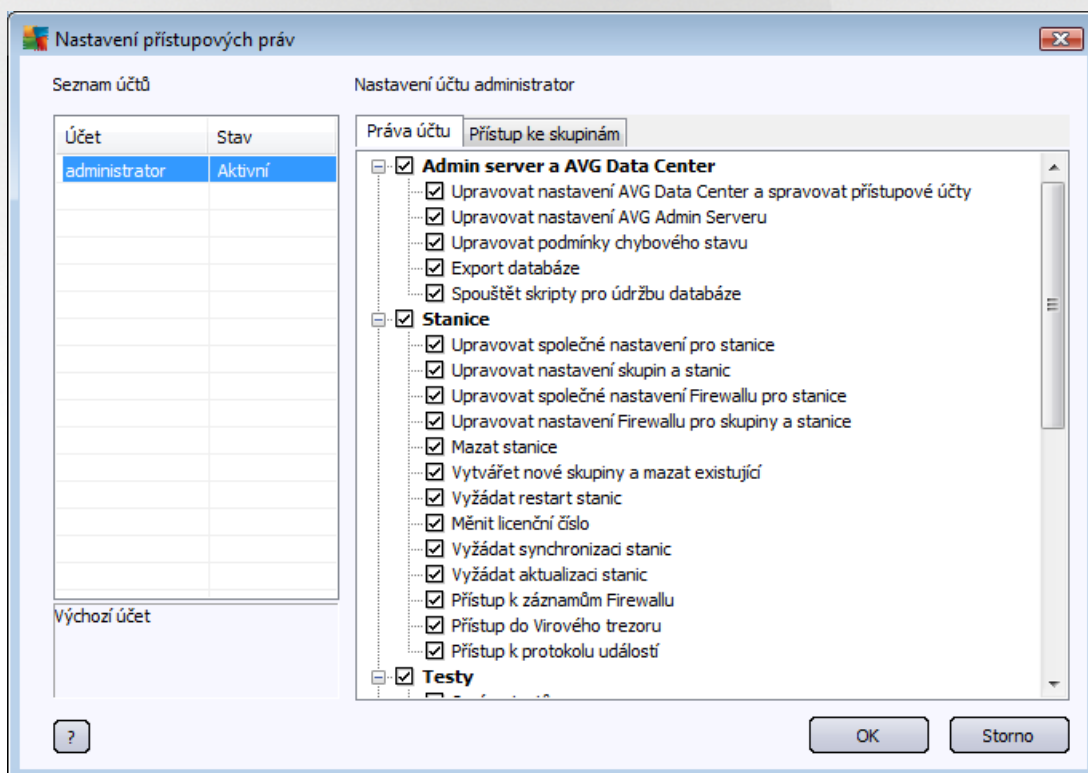 Nastavení přístupových práv
Seznam účtů
Nastavení účtu administrator
Účet Stav
administrator Aktivní
Výchozí účet
Práva účtu Přístup ke skupinám
Admin server a AVG Data Center
Upravovat nastavení AVG Data Center a spravovat přístupové účty
Upravovat nastavení AVG Admin Serveru
Upravovat podmínky chybového stavu
Export databáze
Spouštět skripty pro údržbu databáze
Stanice
Upravovat společné nastavení pro stanice
Upravovat nastavení skupin a stanic
Upravovat společné nastavení Firewallu pro stanice
Upravovat nastavení Firewallu pro skupiny a stanice
Mazat stanice
Vytvářet nové skupiny a mazat existující
Vyžádat restart stanic
Měnit licenční číslo
Vyžádat synchronizaci stanic
Vyžádat aktualizaci stanic
Přístup k záznamům Firewallu
Přístup do Virového trezoru
Přístup k protokolu událostí
Testy
?
OK Storno